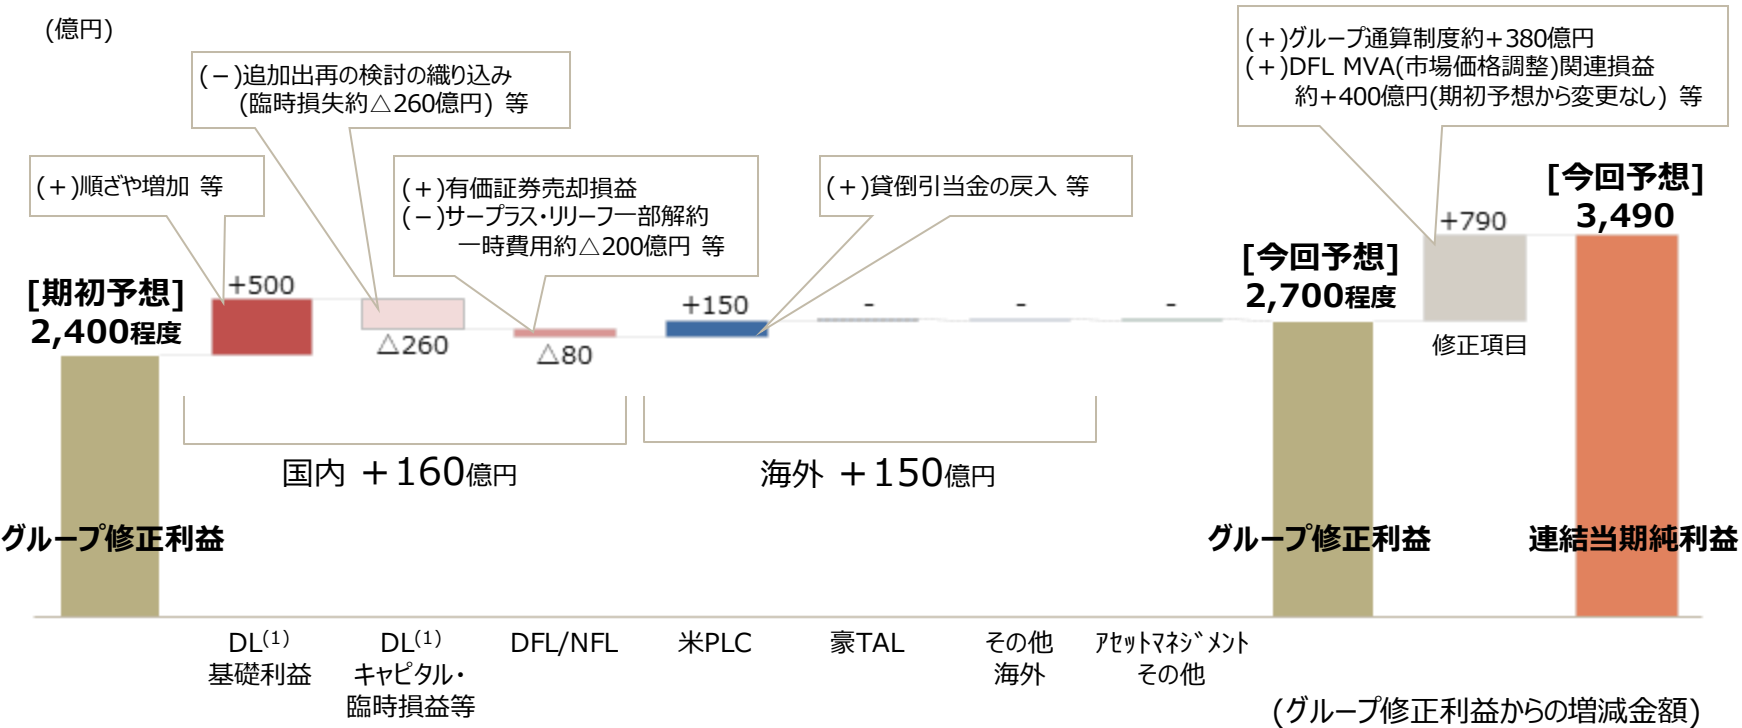 (億円)
(－)追加出再の検討の織り込み
(臨時損失約△260億円) 等
(＋)グループ通算制度約+380億円
(＋)DFL MVA(市場価格調整)関連損益
約+400億円(期初予想から変更なし) 等
(＋)順ざや増加 等
(＋)有価証券売却損益
(－)サープラス・リリーフ一部解約
一時費用約△200億円 等
(＋)貸倒引当金の戻入 等
[期初予想]
2,400程度
+500
△260
△80
+150
-
-
-
[今回予想]
2,700程度
+790
修正項目
[今回予想]
3,490
国内 ＋160億円
海外 ＋150億円
グループ修正利益
グループ修正利益
連結当期純利益
DL(1)
基礎利益
DL(1)
キャピタル・
臨時損益等
DFL/NFL
米PLC
豪TAL
その他
海外
ｱｾｯﾄﾏﾈｼﾞﾒﾝﾄ
その他
(グループ修正利益からの増減金額)